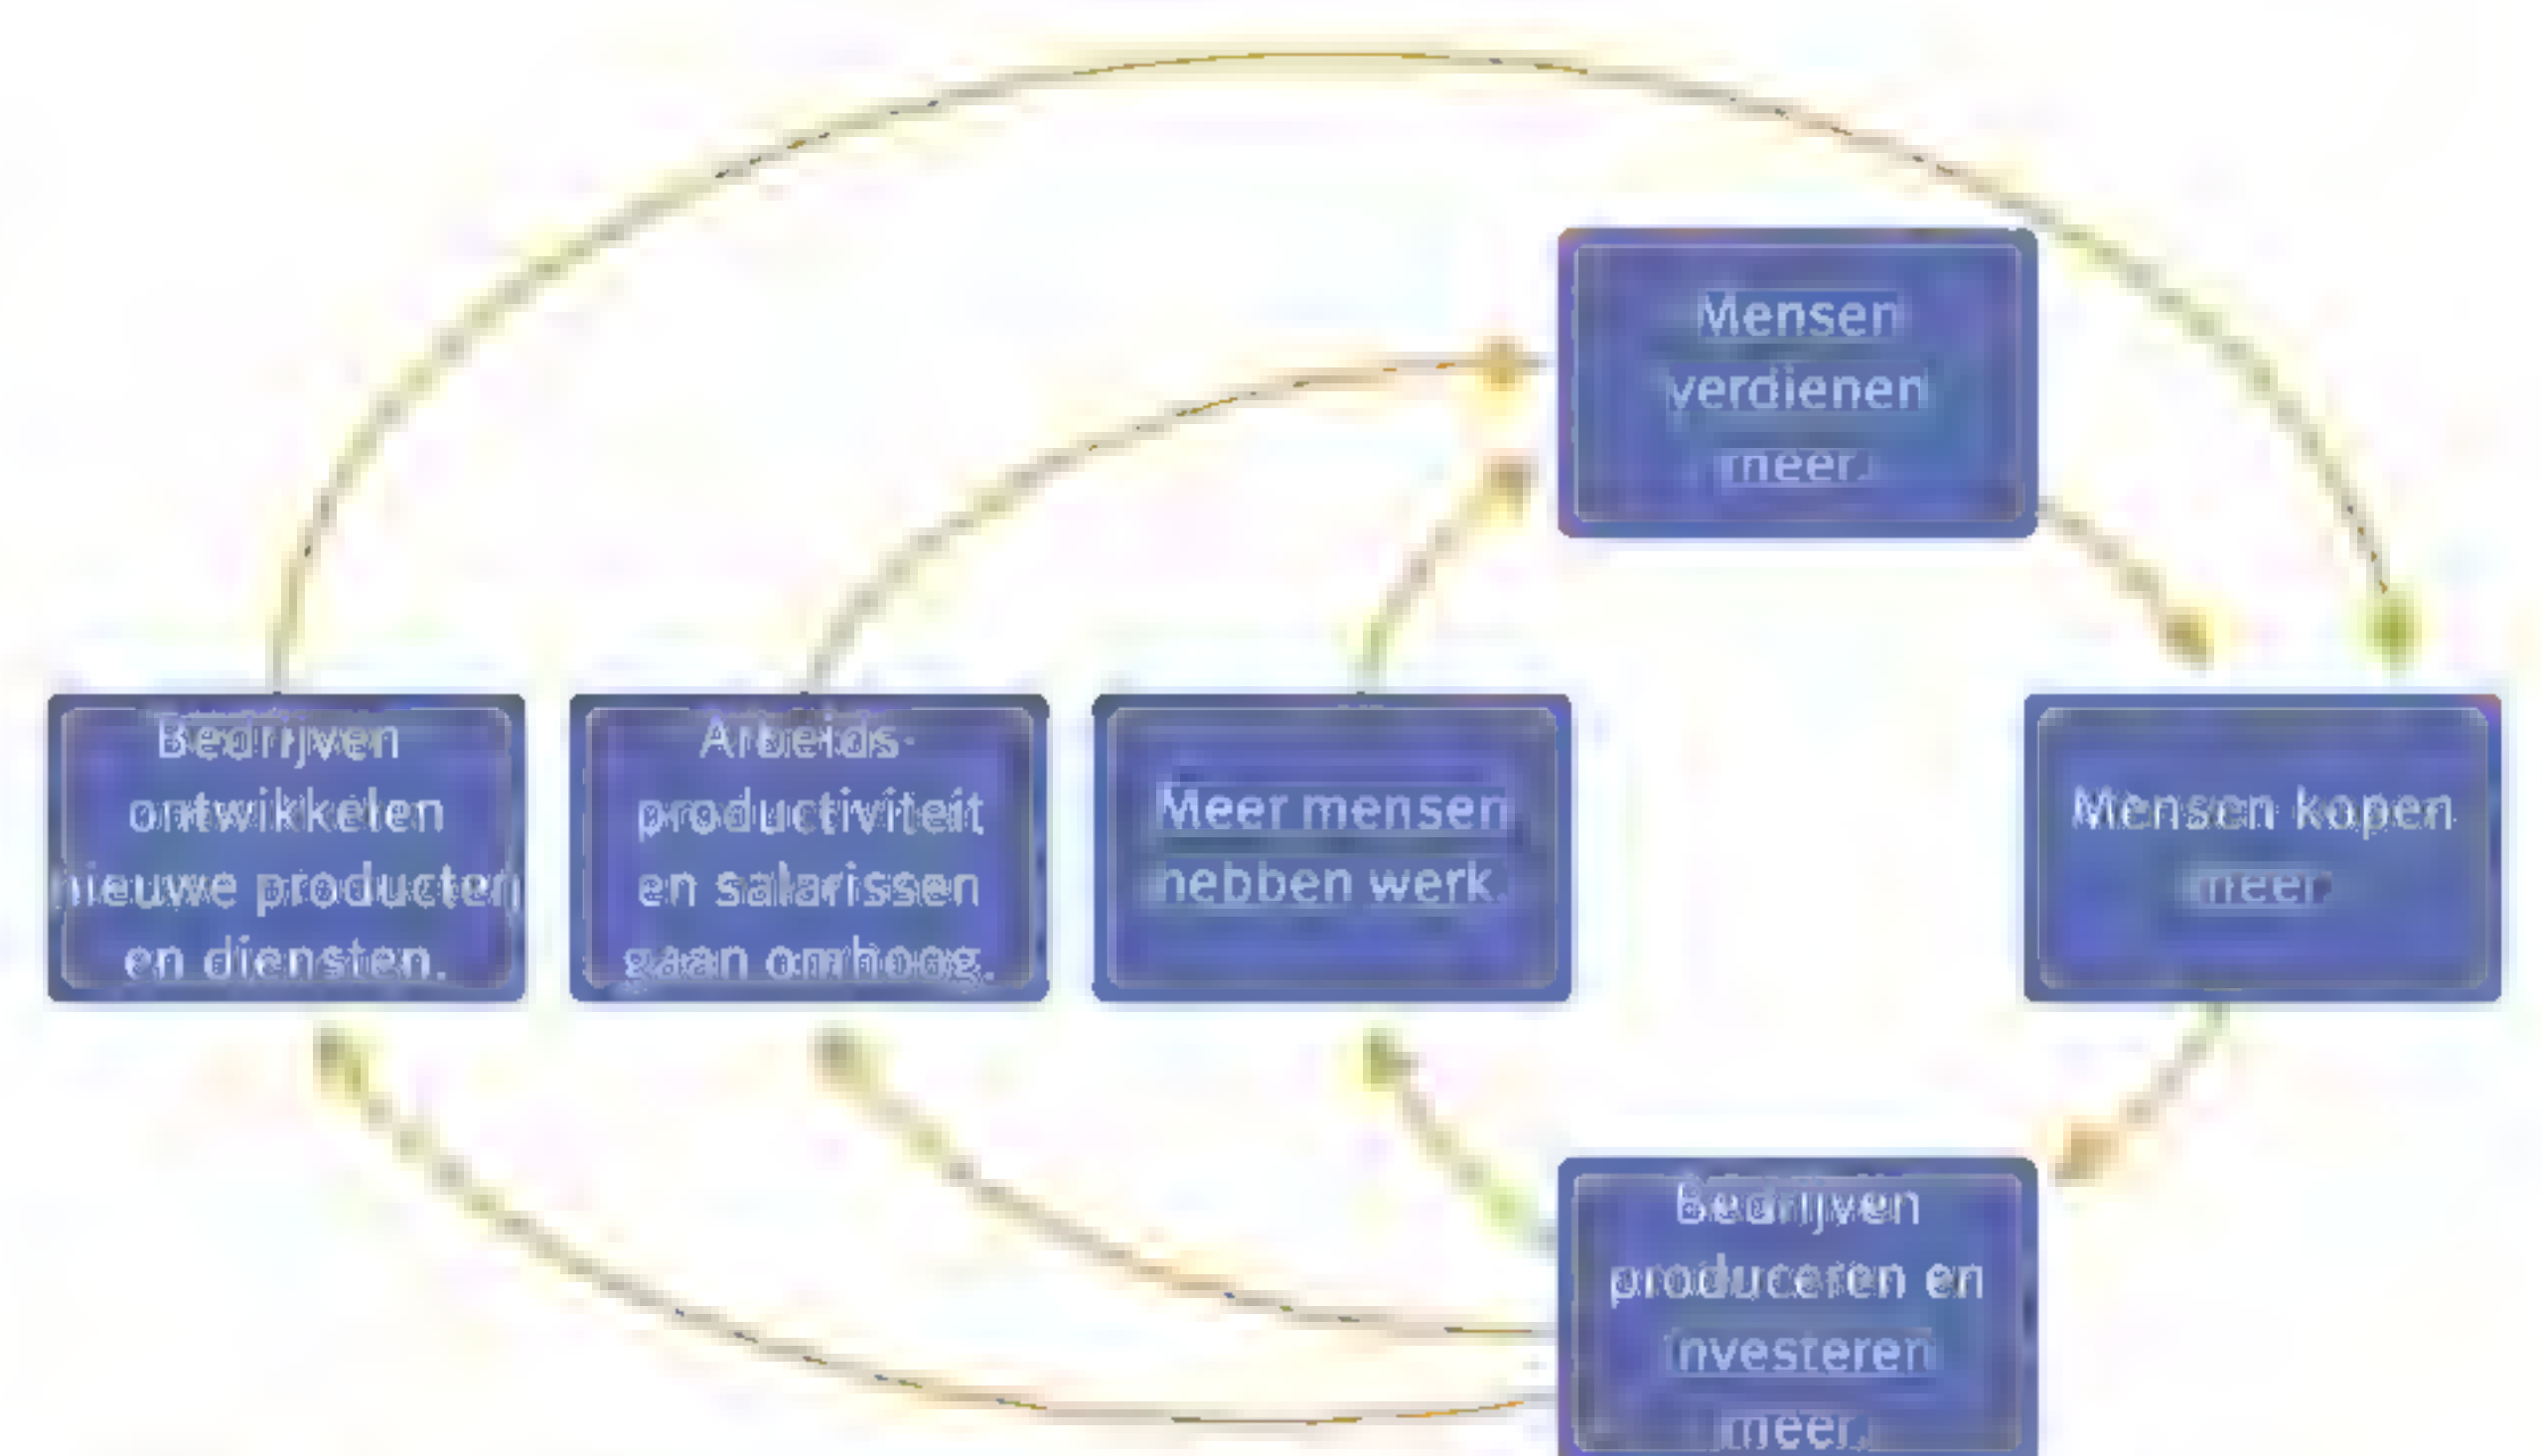 Mensen
verdienen
meer.
Bedrijven
ontwikkelen
nieuwe producten
en diensten.
Arbeids-
productiviteit
en salarissen
gaan omhoog.
Meer mensen
hebben werk.
Mensen kopen
meer.
Bedrijven
produceren en
investeren
meer.